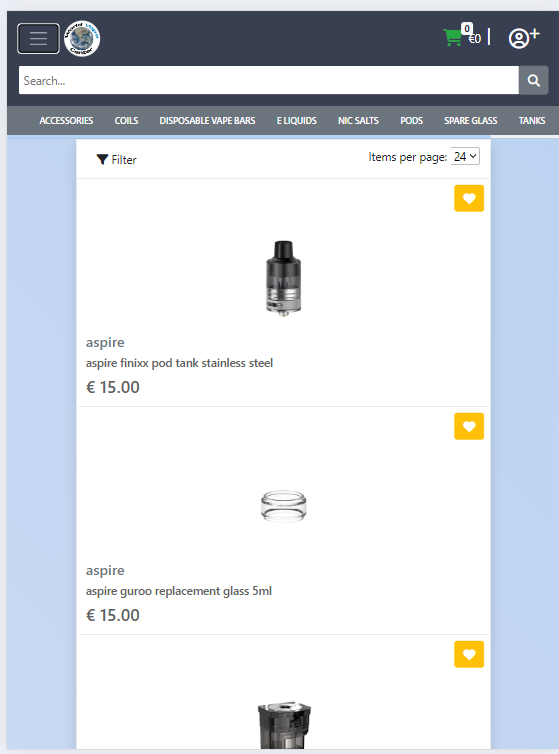 0
€0
Search...
ACCESSORIES COILS DISPOSABLE VAPE BARS E LIQUIDS NIC SALTS PODS SPARE GLASS TANKS
Filter Items per page: 24
aspire
aspire finixx pod tank stainless steel
€ 15.00
aspire
aspire guroo replacement glass 5ml
€ 15.00